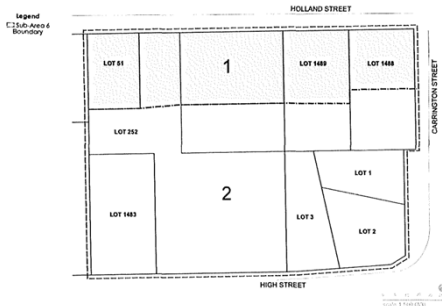 HOLLAND STREET
Legend
Sub-Area 6
Boundary
LOT 51
1
LOT 1489
LOT 1488
CARRINGTON STREET
LOT 252
LOT 1
2
LOT 1483
LOT 3
LOT 2
HIGH STREET